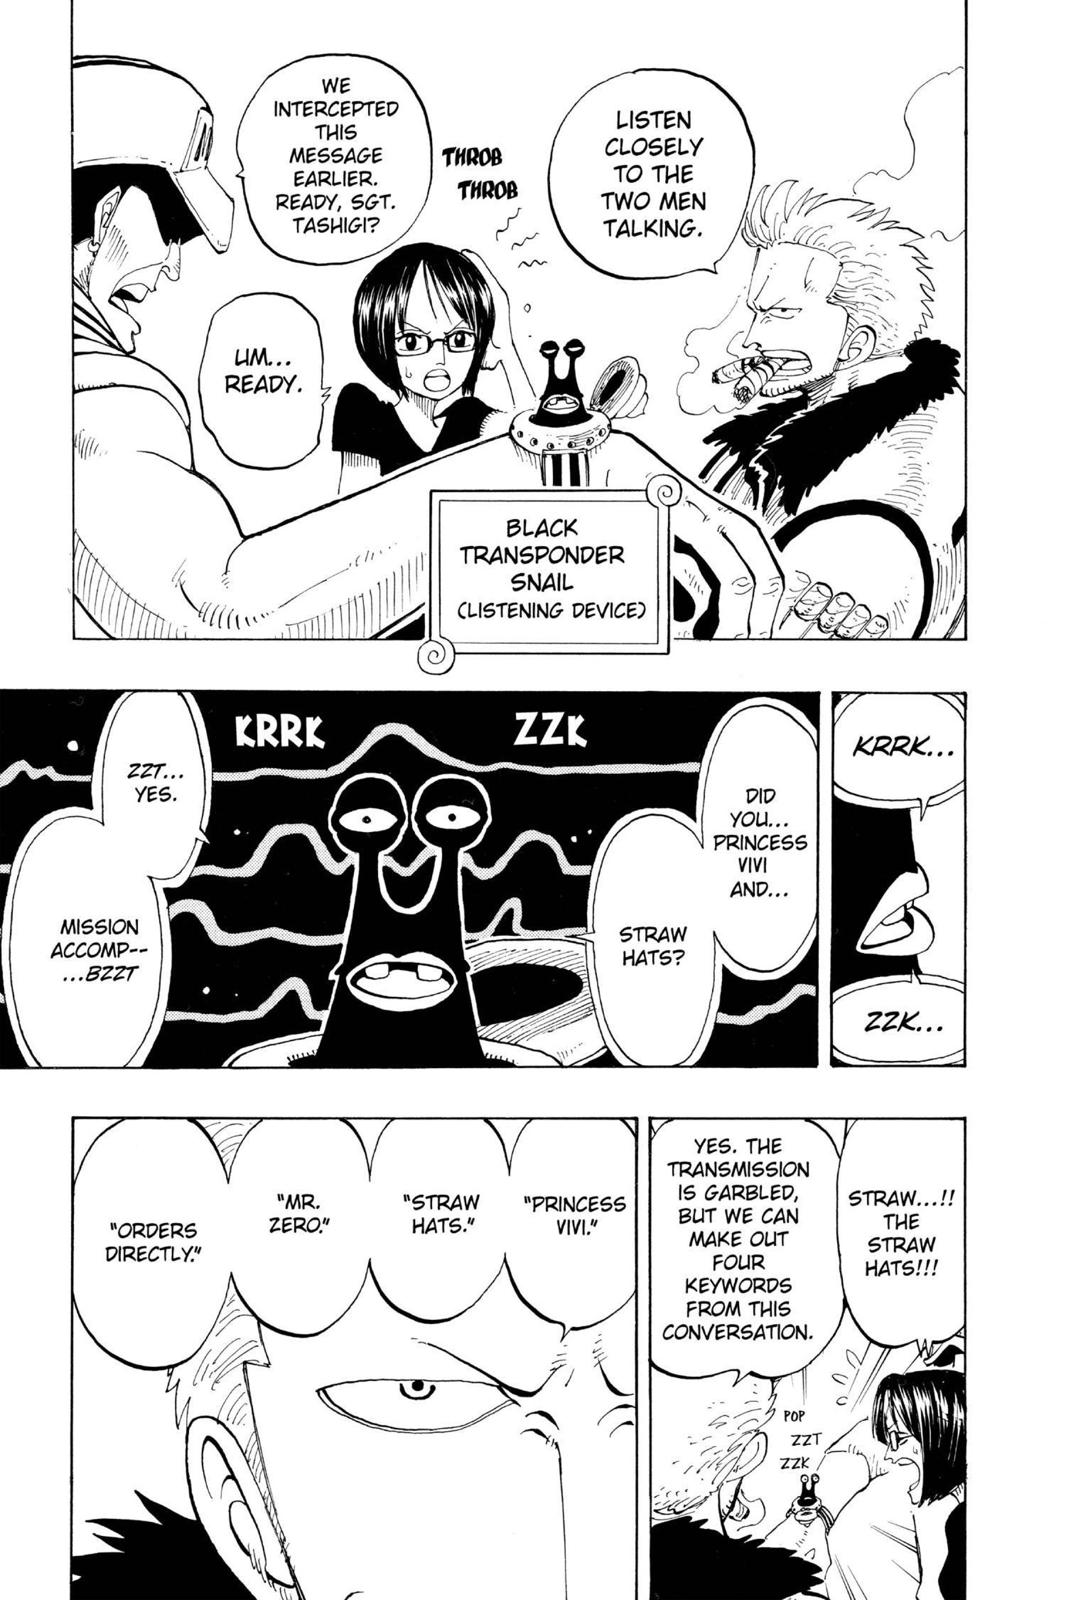 LISTEN
CLOSELY
TO THE
TWO MEN
TALKING.
THROB
THROB
WE
INTERCEPTED
THIS
MESSAGE
EARLIER.
READY, SGT.
TASHIGI?
UM...
READY.
BLACK
TRANSPONDER
SNAIL
(LISTENING DEVICE)
KRRK...
ZZK...
DID
YOU...
PRINCESS
VIVI
AND...
STRAW
HATS?
ZZK
KRRK
ZZT...
YES.
MISSION
ACCOMP--
...BZZT
STRAW...!!
THE
STRAW
HATS!!!
YES. THE
TRANSMISSION
IS GARBLED,
BUT WE CAN
MAKE OUT
FOUR
KEYWORDS
FROM THIS
CONVERSATION.
POP
ZZT
ZZK
"PRINCESS
VIVI."
"STRAW
HATS."
"MR.
ZERO."
"ORDERS
DIRECTLY."